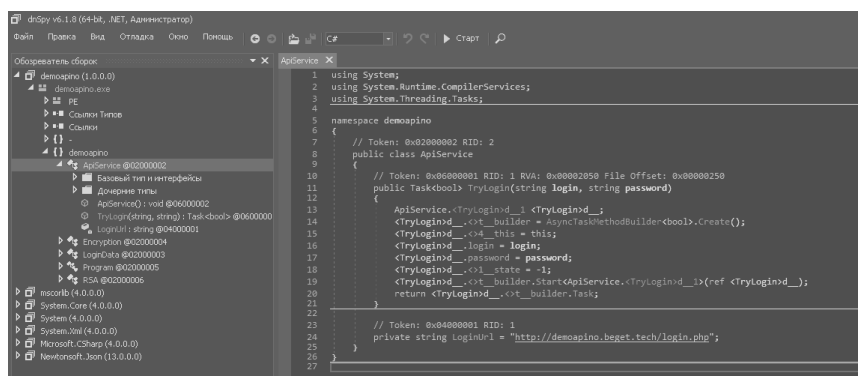 dnSpy v6.1.8 (64-bit, .NET, Администратор)
Файл Правка Вид Отладка Окно Помощь C# Старт
Обозреватель сборок
demoapino (1.0.0.0)
demoapino.exe
PE
Ссылки Типов
Ссылки
{} -
{} demoapino
ApiService @02000002
Базовый тип и интерфейсы
Дочерние типы
ApiService() : void @06000002
TryLogin(string, string) : Task<bool> @0600000
LoginUrl : string @04000001
Encryption @02000004
LoginData @02000003
Program @02000005
RSA @02000006
mscorlib (4.0.0.0)
System.Core (4.0.0.0)
System (4.0.0.0)
System.Xml (4.0.0.0)
Microsoft.CSharp (4.0.0.0)
Newtonsoft.Json (13.0.0.0)
ApiService
1 using System;
2 using System.Runtime.CompilerServices;
3 using System.Threading.Tasks;
4
5 namespace demoapino
6 {
7 // Token: 0x02000002 RID: 2
8 public class ApiService
9 {
10 // Token: 0x06000001 RID: 1 RVA: 0x00002050 File Offset: 0x00000250
11 public Task<bool> TryLogin(string login, string password)
12 {
13 ApiService.<TryLogin>d__1 <TryLogin>d__;
14 <TryLogin>d__.<>t__builder = AsyncTaskMethodBuilder<bool>.Create();
15 <TryLogin>d__.<>4__this = this;
16 <TryLogin>d__.login = login;
17 <TryLogin>d__.password = password;
18 <TryLogin>d__.<>1__state = -1;
19 <TryLogin>d__.<>t__builder.Start<ApiService.<TryLogin>d__1>(ref <TryLogin>d__);
20 return <TryLogin>d__.<>t__builder.Task;
21 }
22
23 // Token: 0x04000001 RID: 1
24 private string LoginUrl = "http://demoapino.beget.tech/login.php";
25 }
26 }
27